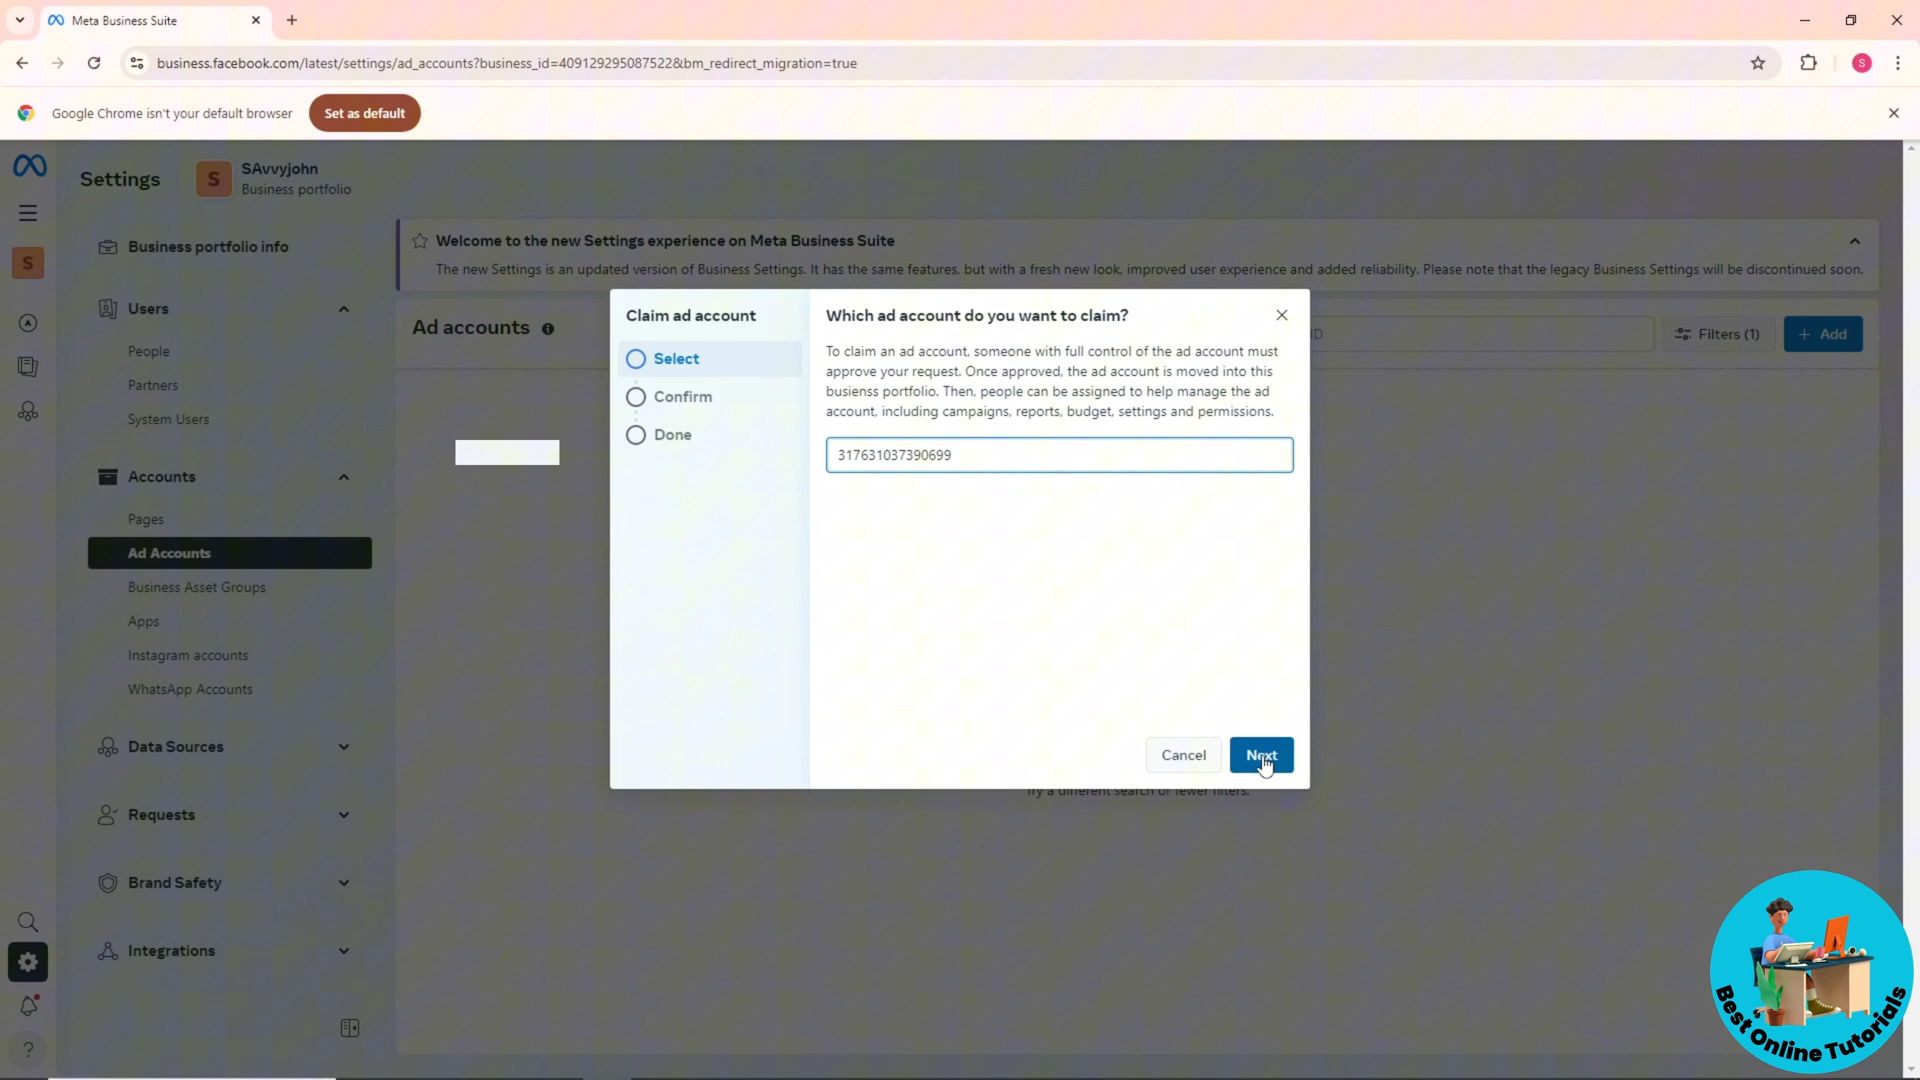 Meta Business Suite
business.facebook.com/latest/settings/ad_accounts?business_id=409129295087522&bm_redirect_migration=true
S
Google Chrome isn't your default browser
Set as default
Settings
S
SAvvyjohn
Business portfolio
S
Business portfolio info
Users
People
Partners
System Users
Accounts
Pages
Ad Accounts
Business Asset Groups
Apps
Instagram accounts
WhatsApp Accounts
Data Sources
Requests
Brand Safety
Integrations
?
Welcome to the new Settings experience on Meta Business Suite
The new Settings is an updated version of Business Settings. It has the same features, but with a fresh new look, improved user experience and added reliability. Please note that the legacy Business Settings will be discontinued soon.
Ad accounts
ID
Filters (1)
+ Add
Claim ad account
Select
Confirm
Done
Which ad account do you want to claim?
To claim an ad account, someone with full control of the ad account must
approve your request. Once approved, the ad account is moved into this
busienss portfolio. Then, people can be assigned to help manage the ad
account, including campaigns, reports, budget, settings and permissions.
317631037390699
Cancel
Next
Try a different search or fewer filters.
Best Online Tutorials